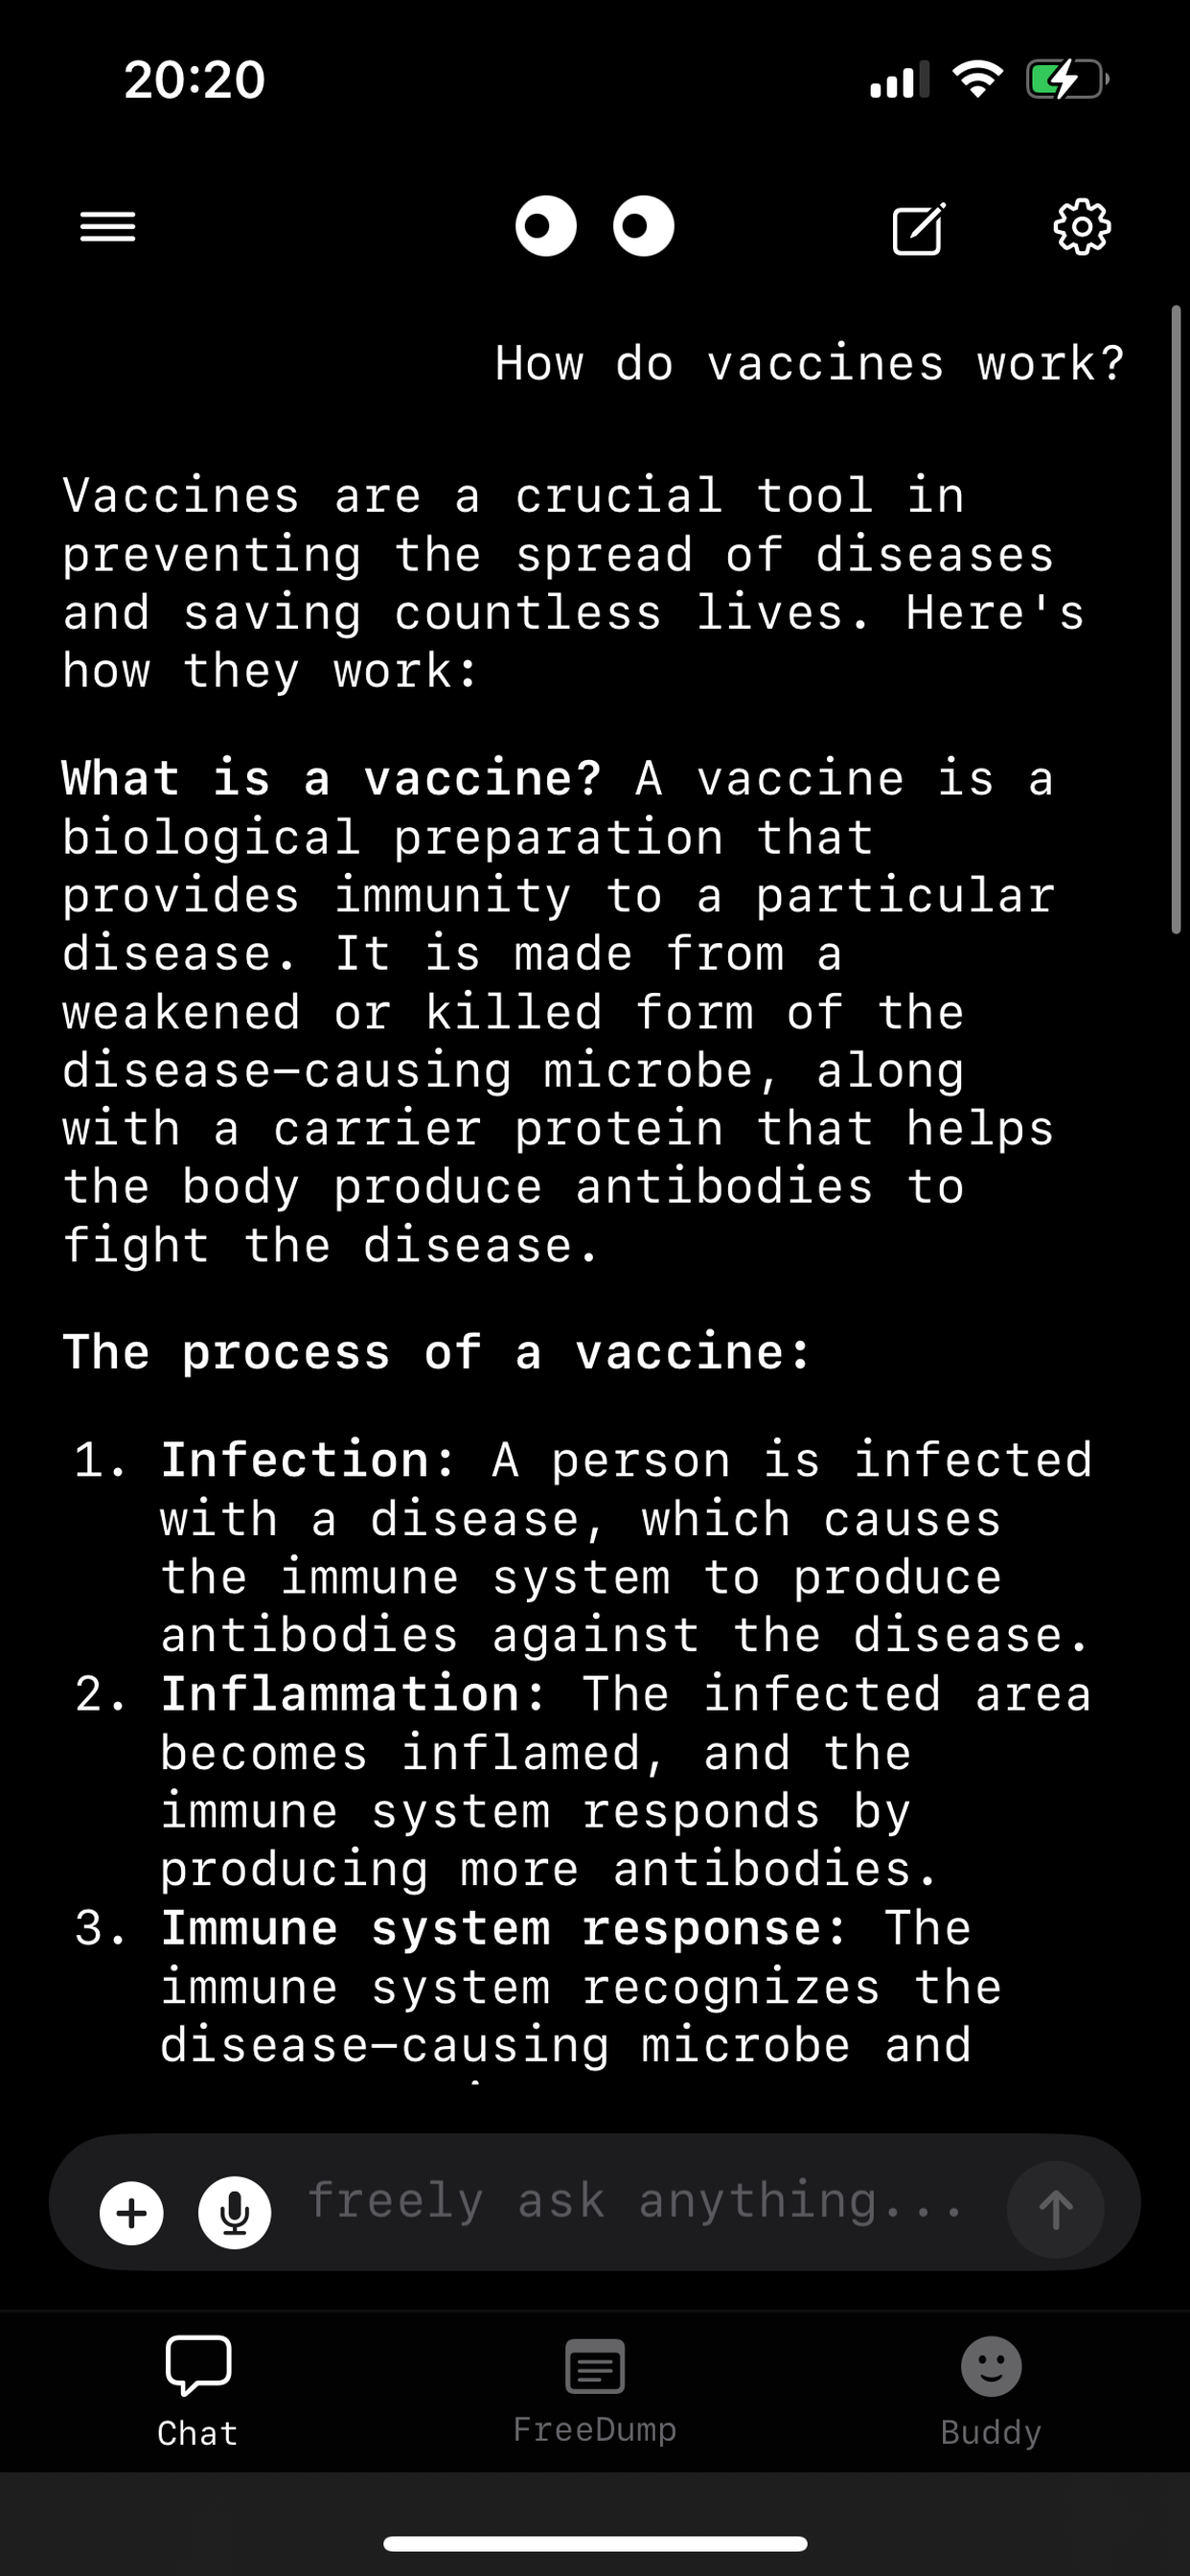 20:20
How do vaccines work?
Vaccines are a crucial tool in
preventing the spread of diseases
and saving countless lives. Here's
how they work:
What is a vaccine? A vaccine is a
biological preparation that
provides immunity to a particular
disease. It is made from a
weakened or killed form of the
disease-causing microbe, along
with a carrier protein that helps
the body produce antibodies to
fight the disease.
The process of a vaccine:
1. Infection: A person is infected
with a disease, which causes
the immune system to produce
antibodies against the disease.
2. Inflammation: The infected area
becomes inflamed, and the
immune system responds by
producing more antibodies.
3. Immune system response: The
immune system recognizes the
disease-causing microbe and
freely ask anything...
Chat
FreeDump
Buddy